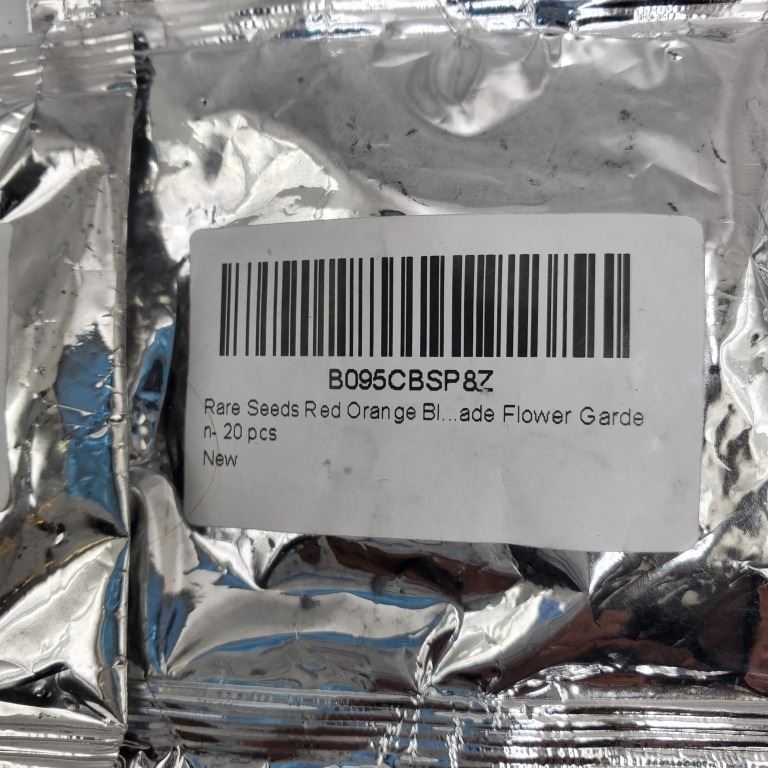 B095CBSP8Z
Rare Seeds Red Orange Bl...ade Flower Garde
n- 20 pcs
New